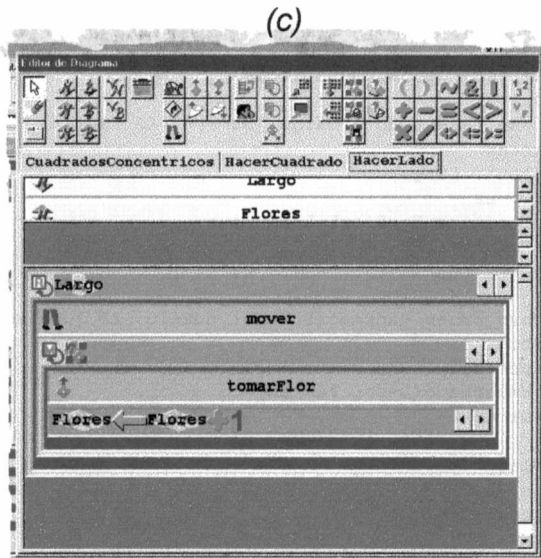 (c)
Editor de Diagrama
CuadradosConcentricos HacerCuadrado HacerLado
Largo
Flores
Largo
mover
tomarFlor
Flores Flores +1